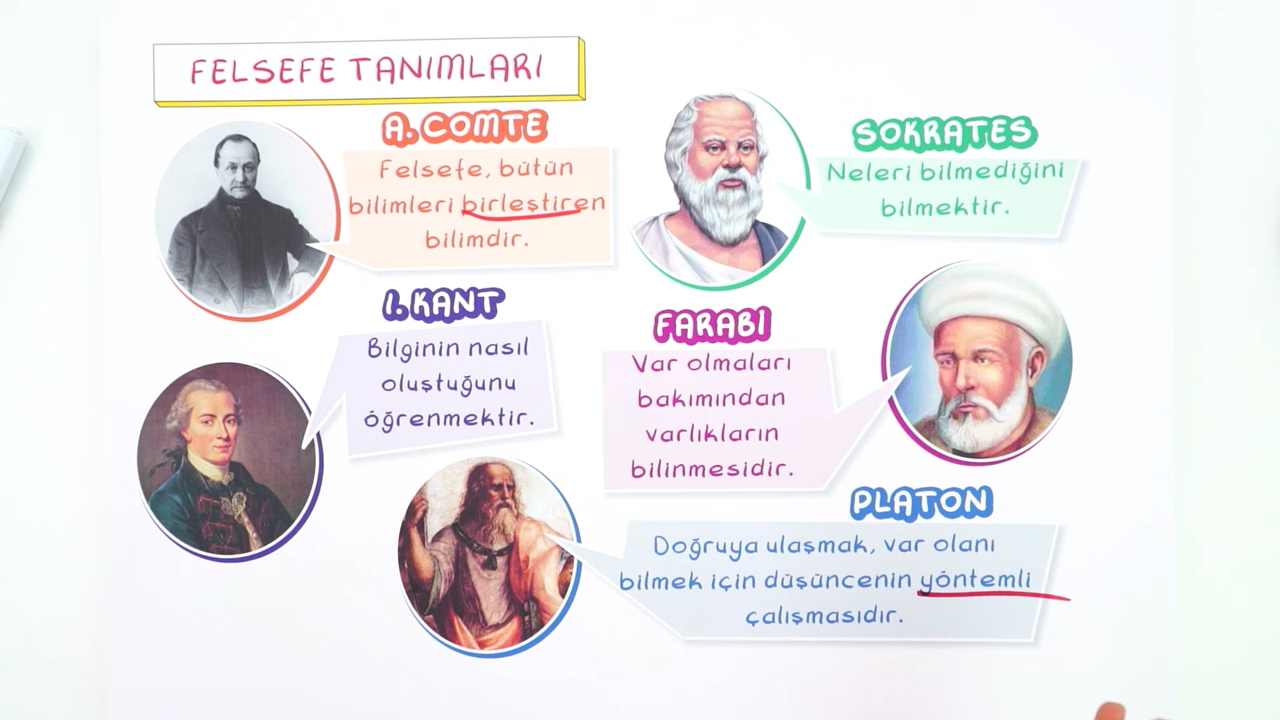 FELSEFE TANIMLARI
A. COMTE
Felsefe, bütün
bilimleri birleştiren
bilimdir.
SOKRATES
Neleri bilmediğini
bilmektir.
I. KANT
Bilginin nasıl
oluştuğunu
öğrenmektir.
FARABİ
Var olmaları
bakımından
varlıkların
bilinmesidir.
PLATON
Doğruya ulaşmak, var olanı
bilmek için düşüncenin yöntemli
çalışmasıdır.